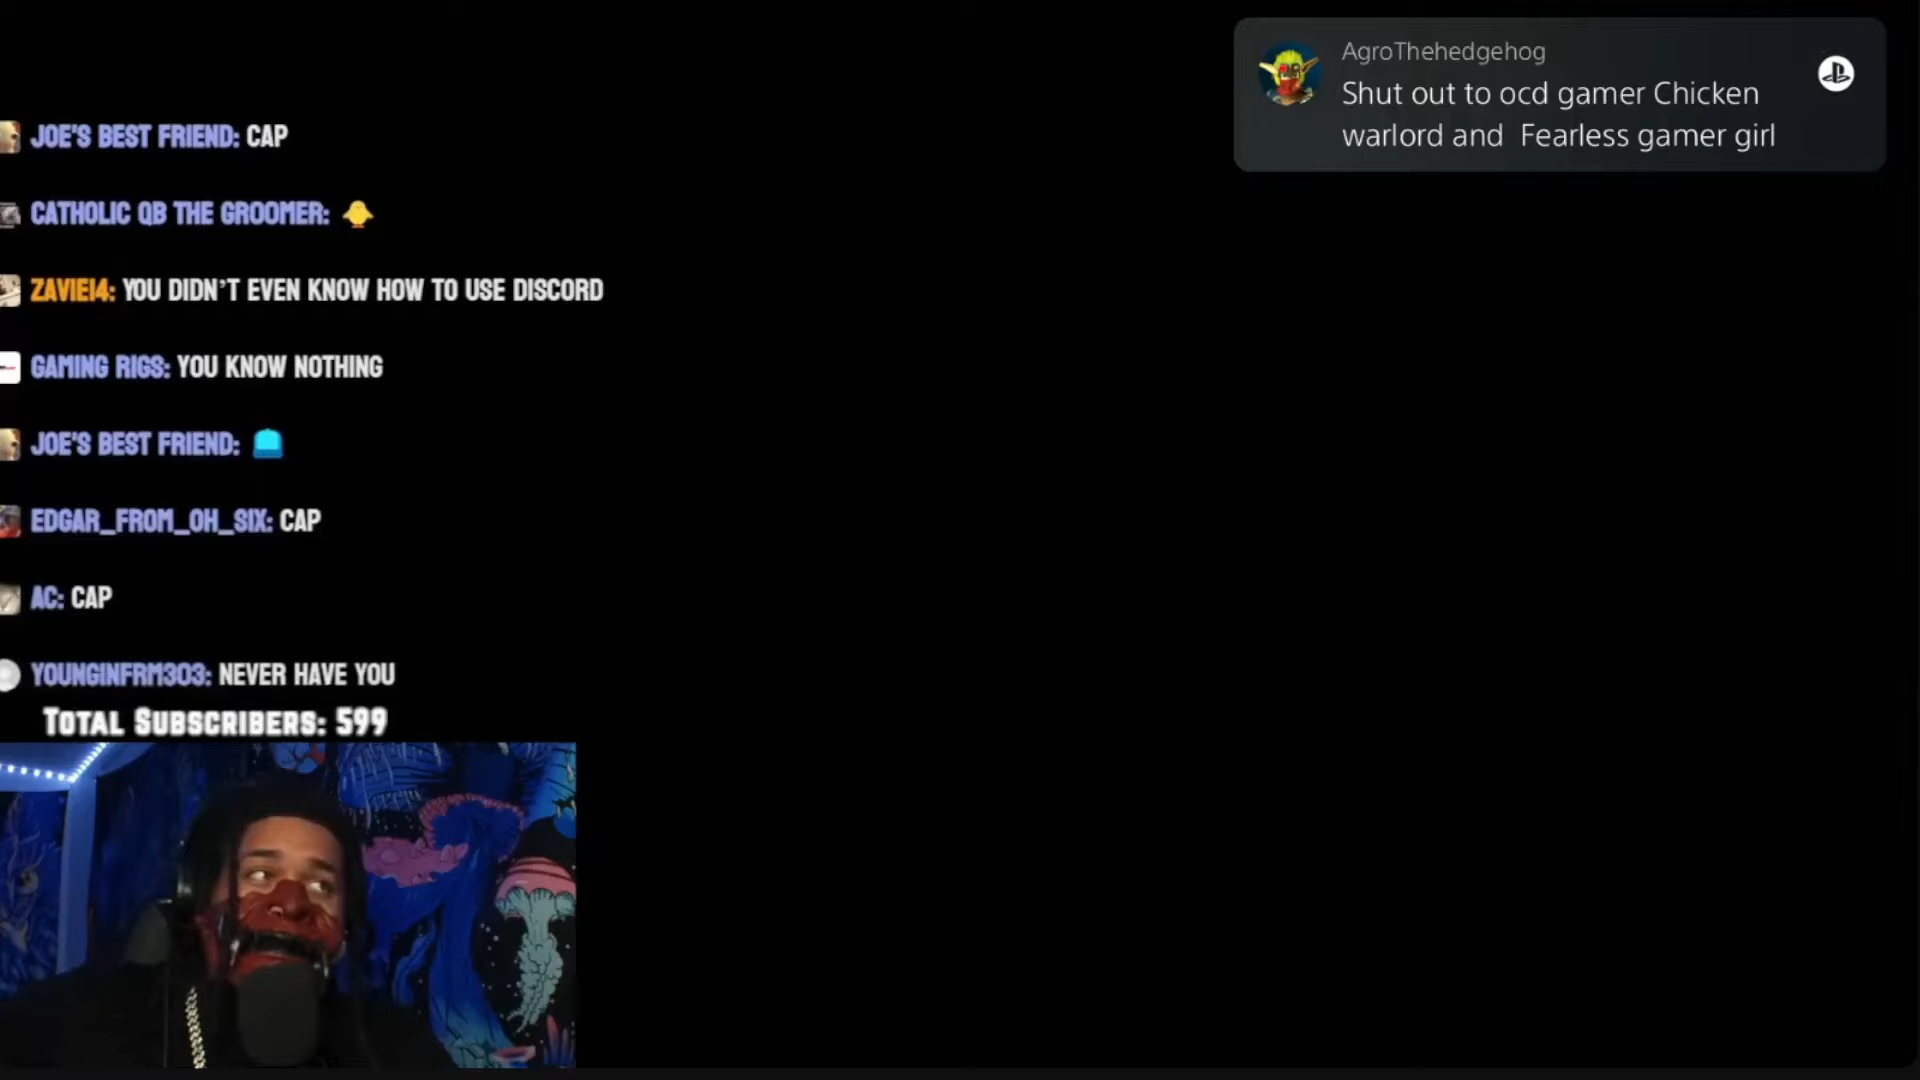 AgroThehedgehog
Shut out to ocd gamer Chicken
warlord and  Fearless gamer girl
JOE'S BEST FRIEND: CAP
CATHOLIC QB THE GROOMER: 🐤
ZAVIE14: YOU DIDN'T EVEN KNOW HOW TO USE DISCORD
GAMING RIGS: YOU KNOW NOTHING
JOE'S BEST FRIEND: 🧢
EDGAR_FROM_OH_SIX: CAP
AC: CAP
YOUNGINFRM303: NEVER HAVE YOU
TOTAL SUBSCRIBERS: 599